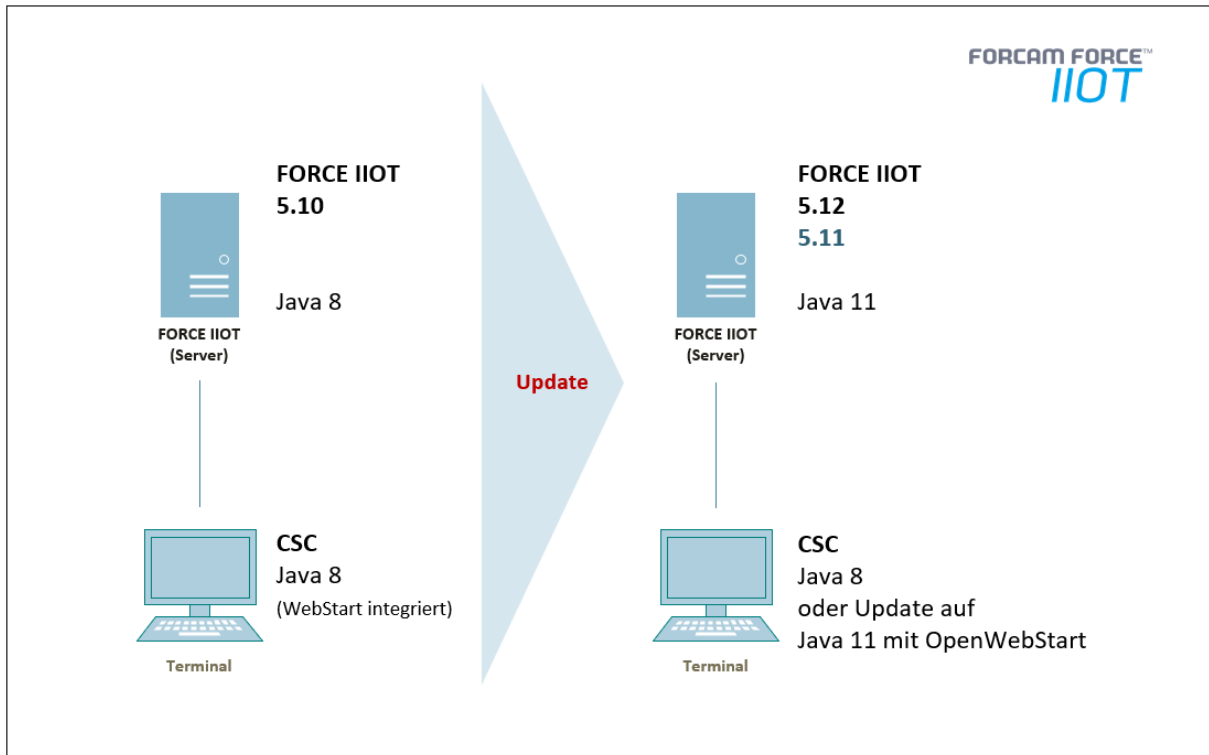 FORCAM FORCE™
IIOT
FORCE IIOT
5.10
Java 8
FORCE IIOT
(Server)
CSC
Java 8
(WebStart integriert)
Terminal
Update
FORCE IIOT
5.12
5.11
Java 11
FORCE IIOT
(Server)
CSC
Java 8
oder Update auf
Java 11 mit OpenWebStart
Terminal